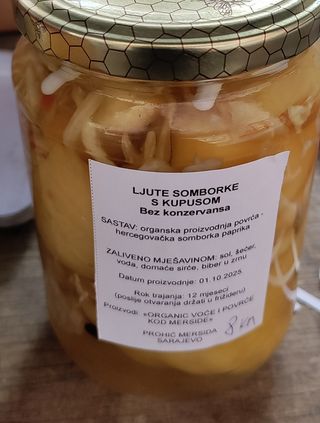 LJUTE SOMBORKE
S KUPUSOM
Bez konzervansa
SASTAV: organska proizvodnja povrća -
hercegovačka somborka paprika
ZALIVENO MJEŠAVINOM: sol, šećer,
voda, domaće sirće, biber u zrnu
Datum proizvodnje: 01.10.2025
Rok trajanja: 12 mjeseci
(poslije otvaranja držati u frižideru)
Proizvodi: «ORGANIC VOĆE I POVRĆE
KOD MERSIDE»
PROHIĆ MERSIDA
SARAJEVO
8 KM